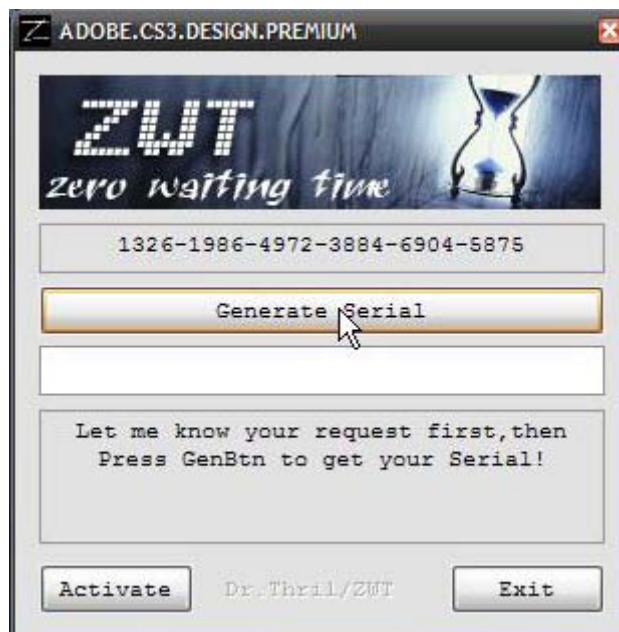 ADOBE.CS3.DESIGN.PREMIUM
ZWT
zero waiting time
1326-1986-4972-3884-6904-5875
Generate Serial
Let me know your request first,then
Press GenBtn to get your Serial!
Activate
Dr.Thril/ZWT
Exit